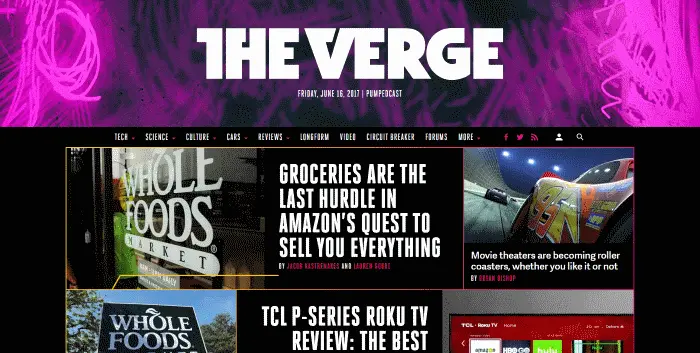 THE VERGE
FRIDAY, JUNE 16, 2017 | PUMPEDCAST
TECH SCIENCE CULTURE CARS REVIEWS LONGFORM VIDEO CIRCUIT BREAKER FORUMS MORE
WHOLE
FOODS
MARKET
GROCERIES ARE THE
LAST HURDLE IN
AMAZON'S QUEST TO
SELL YOU EVERYTHING
BY JACOB KASTRENAKES AND LAUREN GOODE
95
Movie theaters are becoming roller
coasters, whether you like it or not
BY BRYAN BISHOP
WHOLE
FOODS
TCL P-SERIES ROKU TV
REVIEW: THE BEST
TCL · Roku TV Home
amazon
HBO GO
hulu